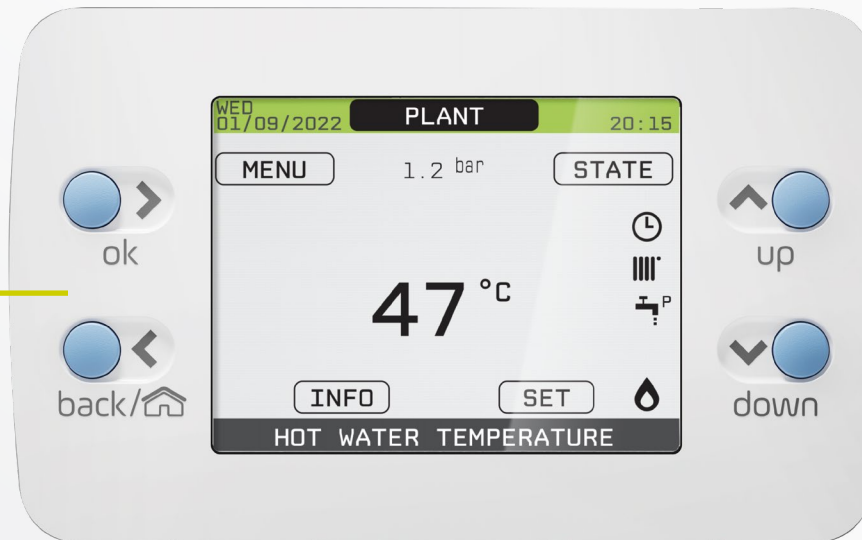 WED
01/09/2022
PLANT
20:15
MENU
1.2 bar
STATE
ok
up
47 °C
P
back/
INFO
SET
down
HOT WATER TEMPERATURE